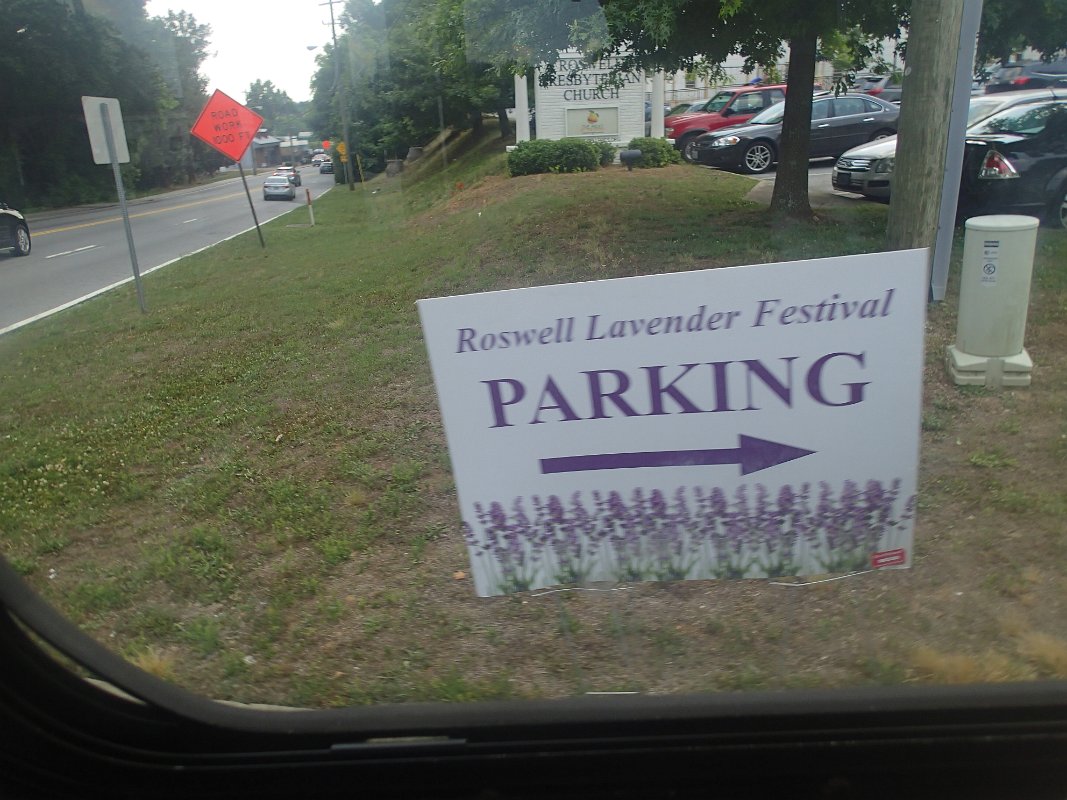 ROAD
WORK
1000 FT
ROSWELL
PRESBYTERIAN
CHURCH
Roswell Lavender Festival
PARKING